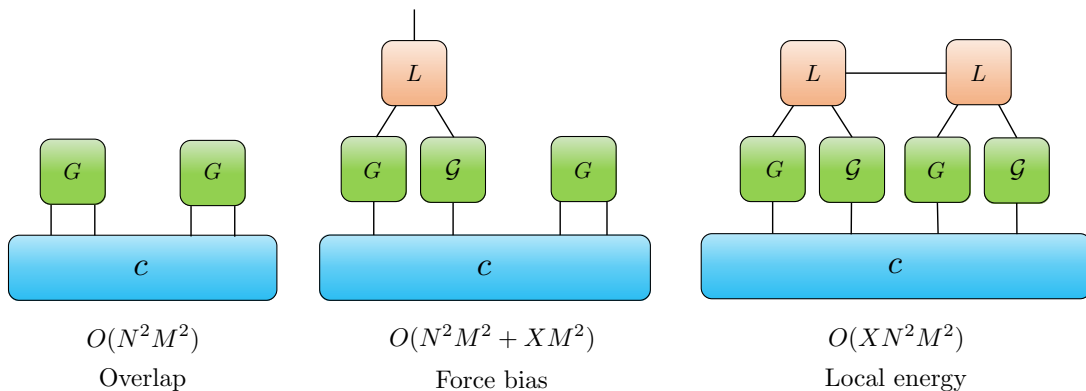 L
L L
G G
G 𝒢 G
G 𝒢 G 𝒢
c
c
c
O(N²M²)
O(N²M² + XM²)
O(XN²M²)
Overlap
Force bias
Local energy